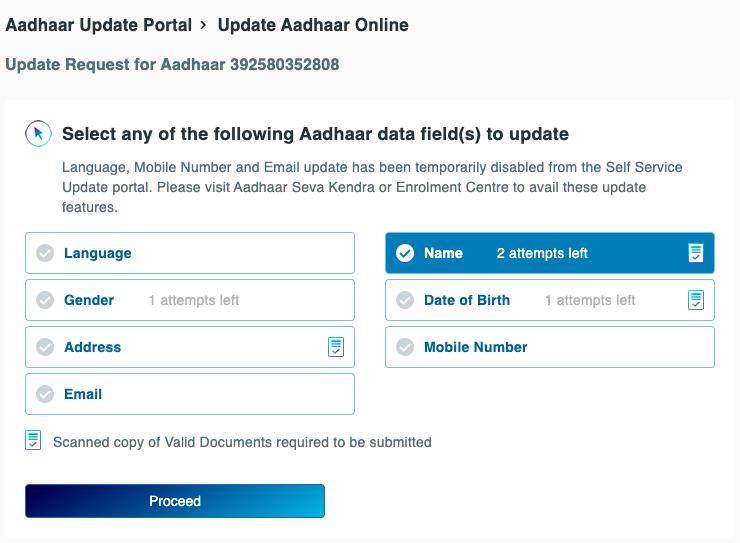 Aadhaar Update Portal > Update Aadhaar Online
Update Request for Aadhaar 392580352808
Select any of the following Aadhaar data field(s) to update
Language, Mobile Number and Email update has been temporarily disabled from the Self Service
Update portal. Please visit Aadhaar Seva Kendra or Enrolment Centre to avail these update
features.
Language
Name 2 attempts left
Gender 1 attempts left
Date of Birth 1 attempts left
Address
Mobile Number
Email
Scanned copy of Valid Documents required to be submitted
Proceed